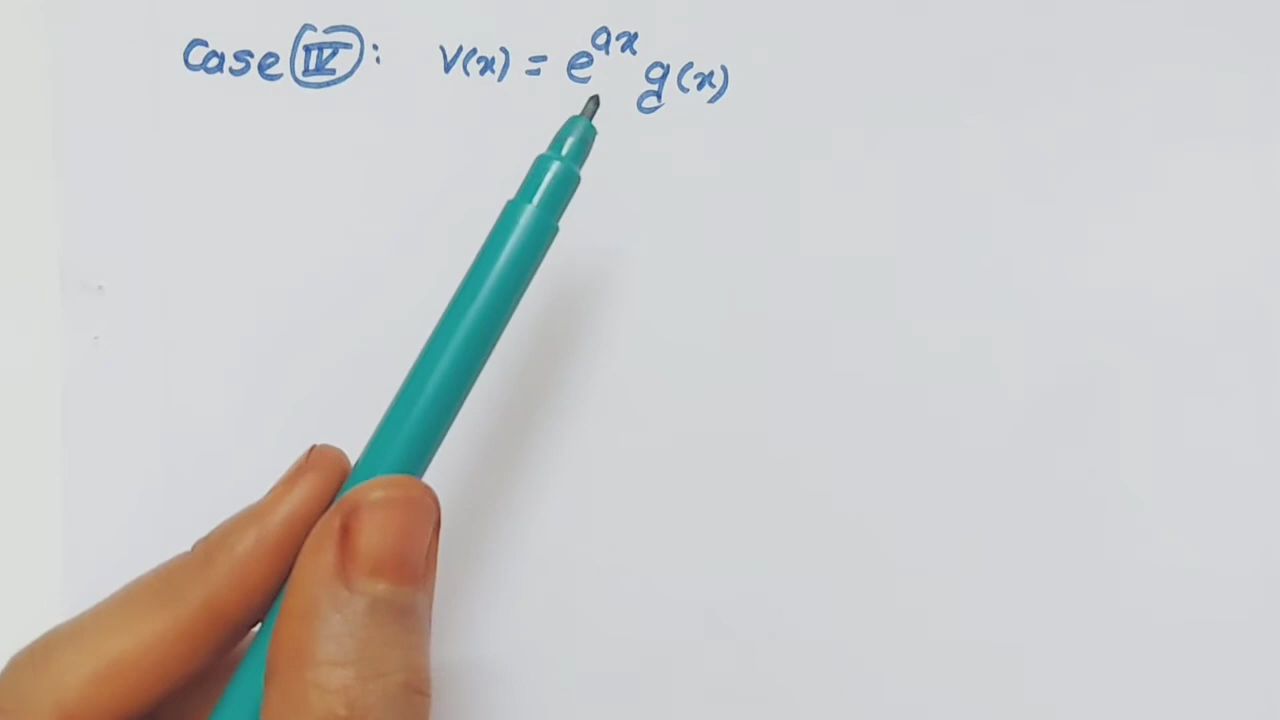 Case IV : V(x) = e^{ax} g(x)